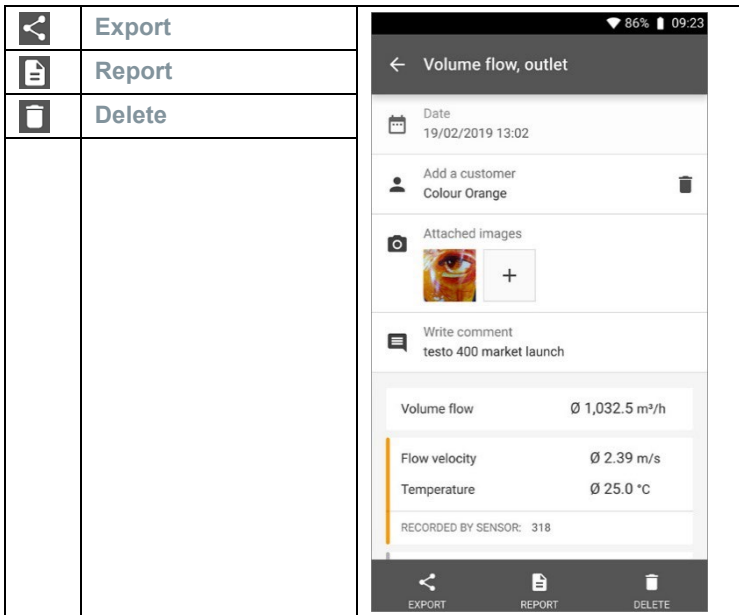 Export
Report
Delete
86% 09:23
Volume flow, outlet
Date
19/02/2019 13:02
Add a customer
Colour Orange
Attached images
+
Write comment
testo 400 market launch
Volume flow Ø 1,032.5 m³/h
Flow velocity Ø 2.39 m/s
Temperature Ø 25.0 °C
RECORDED BY SENSOR: 318
EXPORT REPORT DELETE